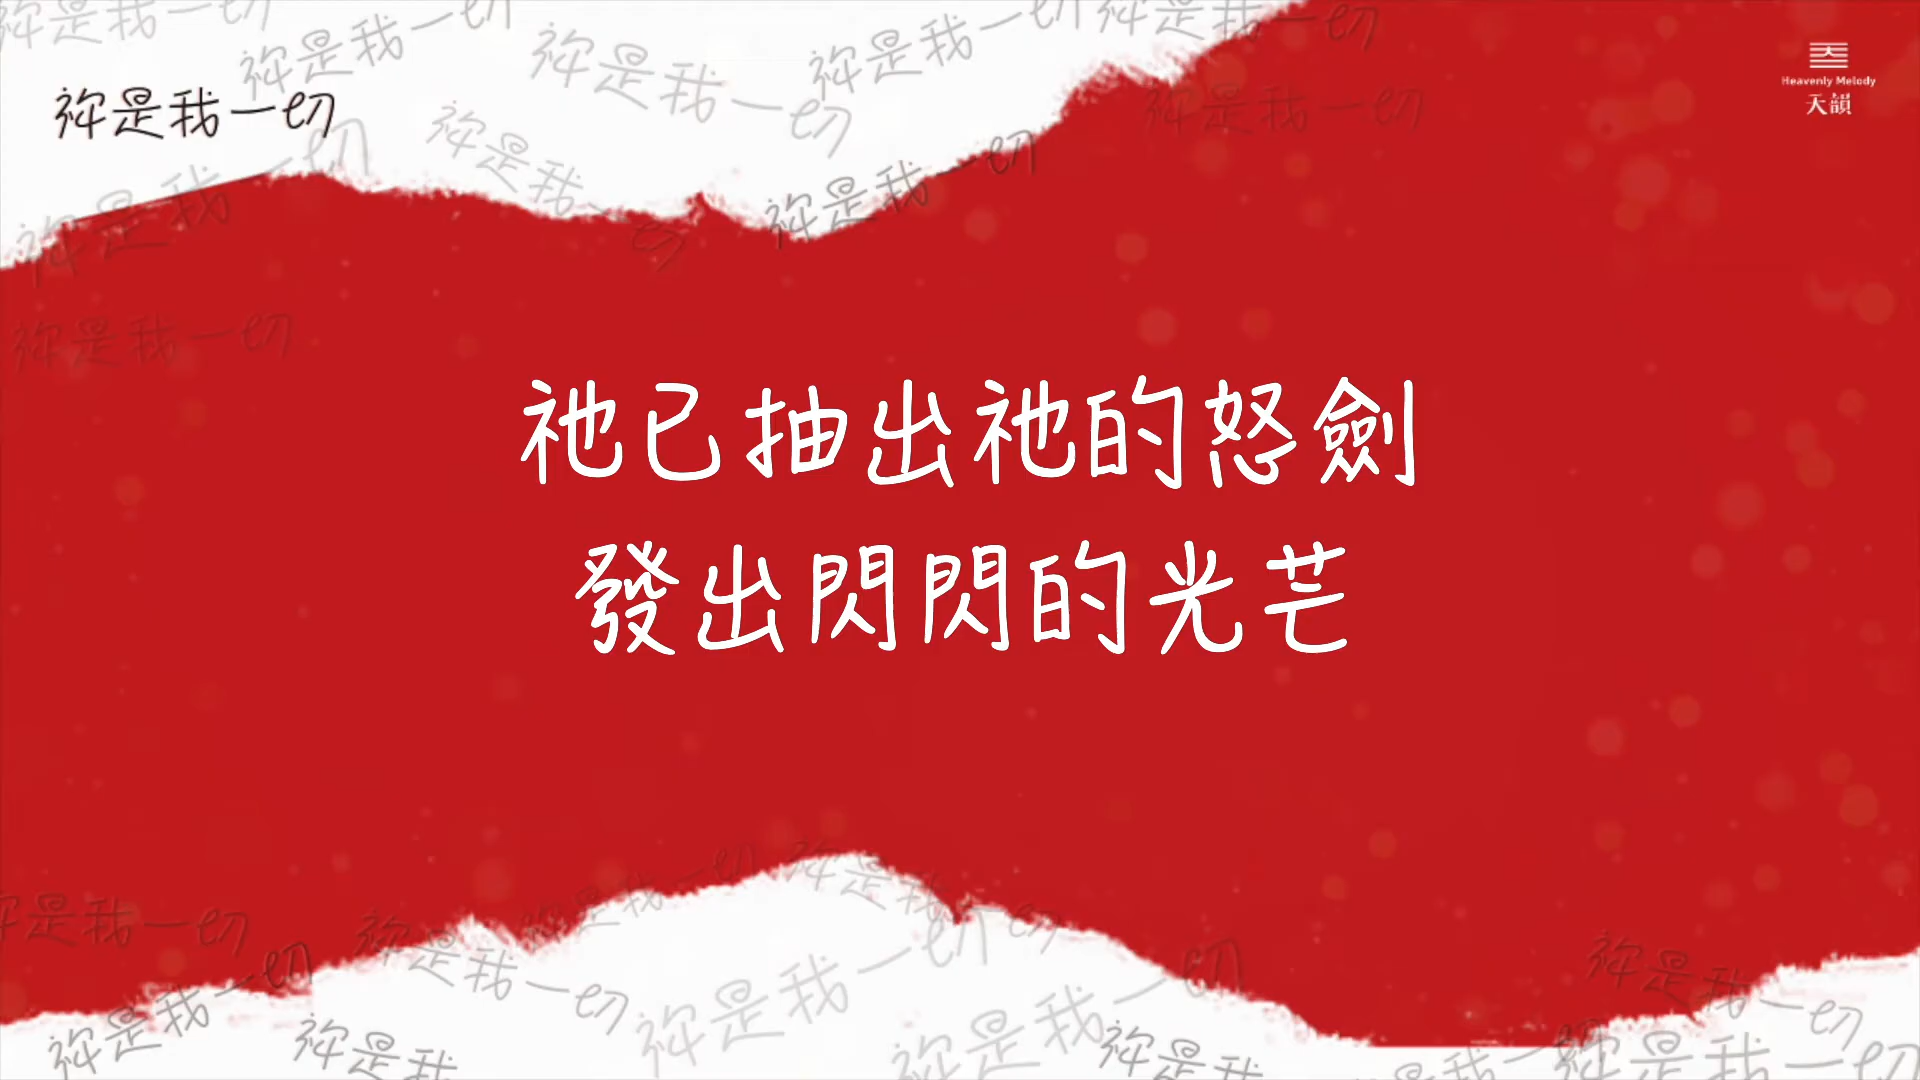 祢是我一切
Heavenly Melody
天韻
祂已抽出祂的怒劍
發出閃閃的光芒